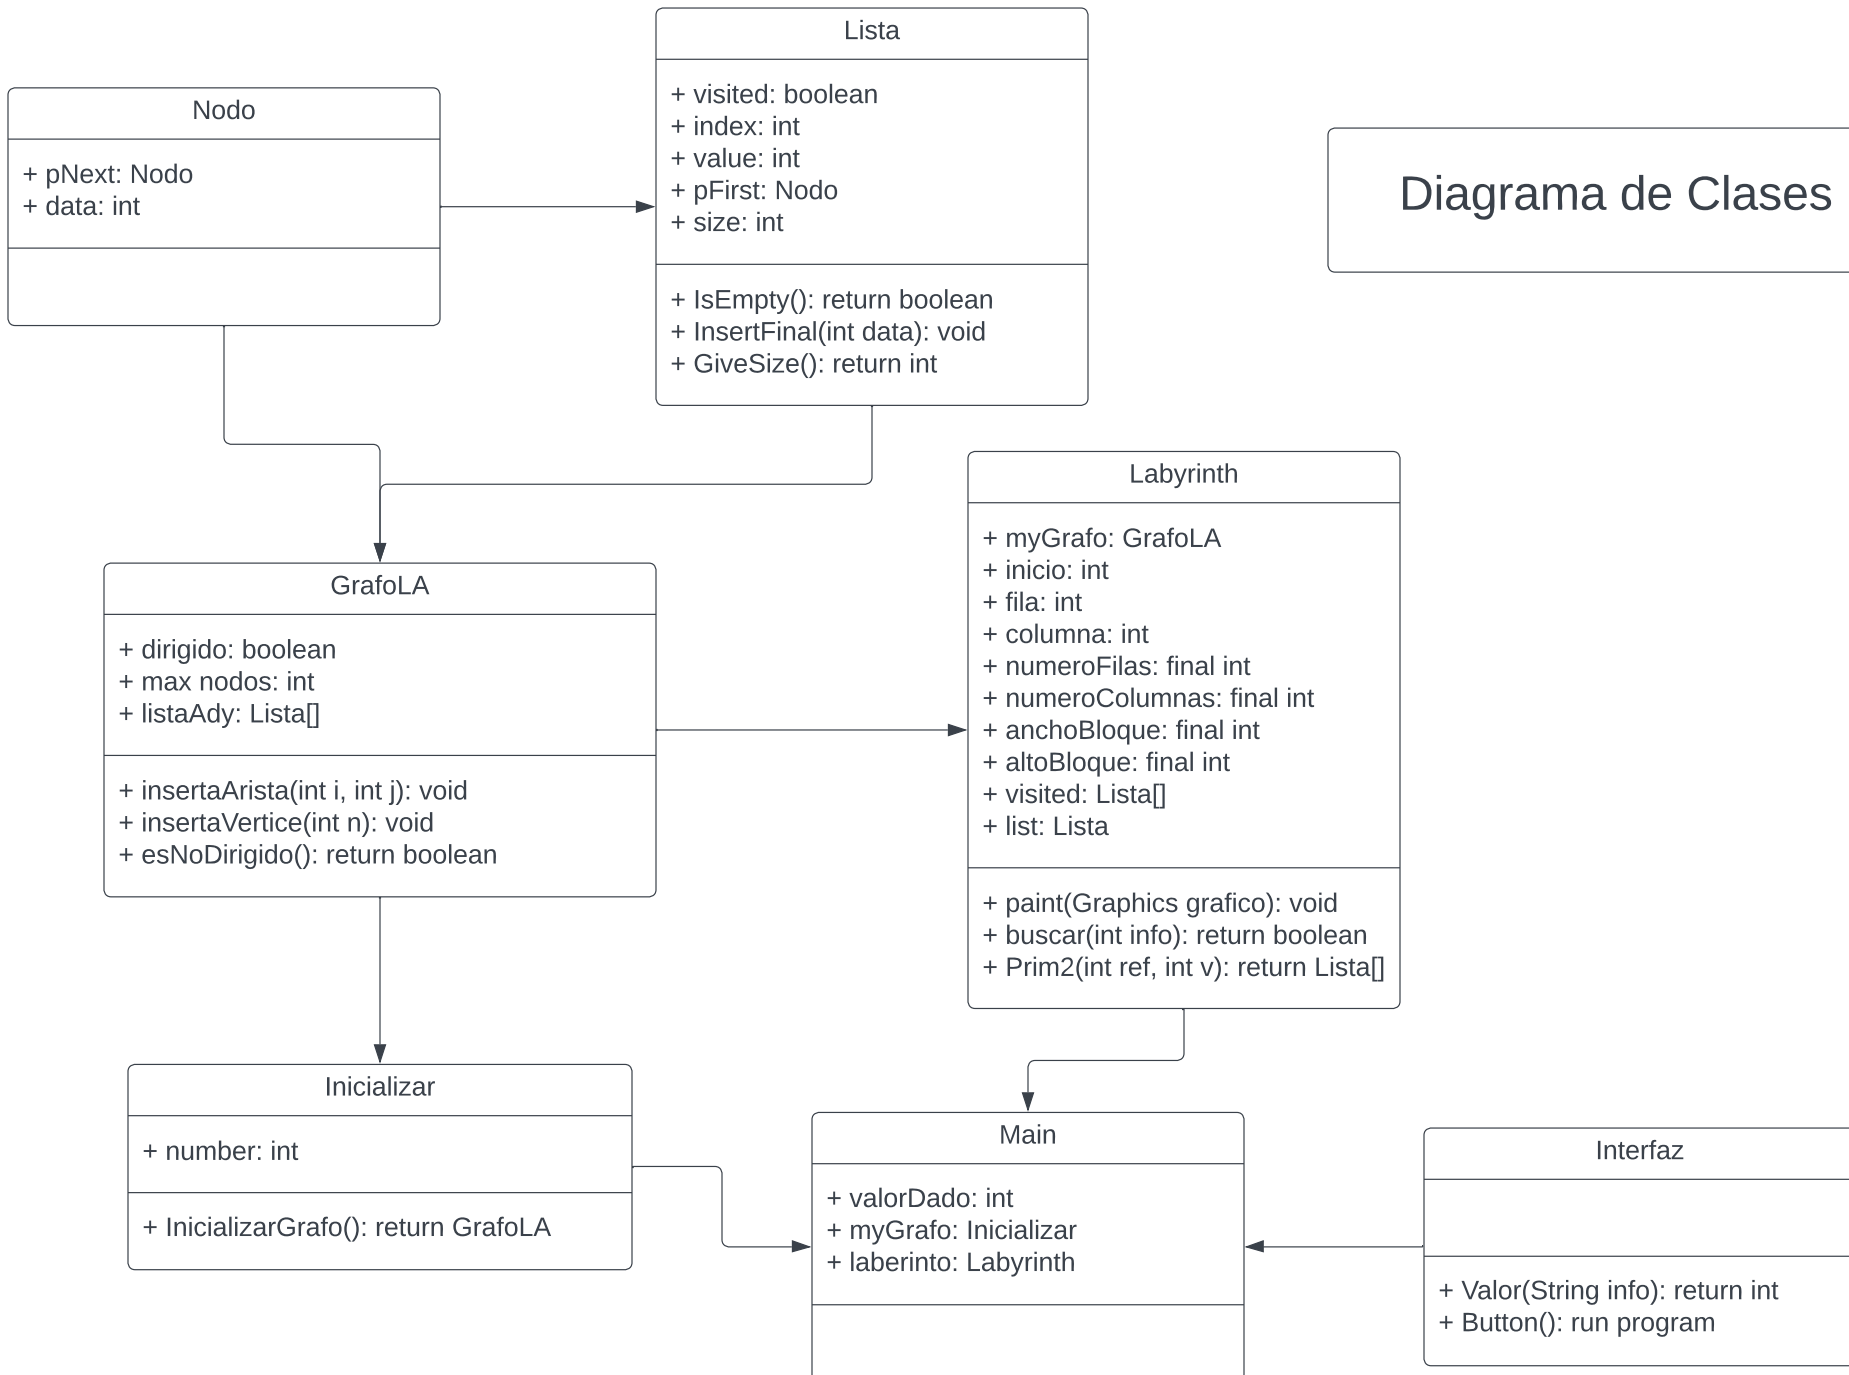 Lista
+ visited: boolean
+ index: int
+ value: int
+ pFirst: Nodo
+ size: int
+ IsEmpty(): return boolean
+ InsertFinal(int data): void
+ GiveSize(): return int
Nodo
+ pNext: Nodo
+ data: int
Diagrama de Clases
GrafoLA
+ dirigido: boolean
+ max nodos: int
+ listaAdy: Lista[]
+ insertaArista(int i, int j): void
+ insertaVertice(int n): void
+ esNoDirigido(): return boolean
Labyrinth
+ myGrafo: GrafoLA
+ inicio: int
+ fila: int
+ columna: int
+ numeroFilas: final int
+ numeroColumnas: final int
+ anchoBloque: final int
+ altoBloque: final int
+ visited: Lista[]
+ list: Lista
+ paint(Graphics grafico): void
+ buscar(int info): return boolean
+ Prim2(int ref, int v): return Lista[]
Inicializar
+ number: int
+ InicializarGrafo(): return GrafoLA
Main
+ valorDado: int
+ myGrafo: Inicializar
+ laberinto: Labyrinth
Interfaz
+ Valor(String info): return int
+ Button(): run program